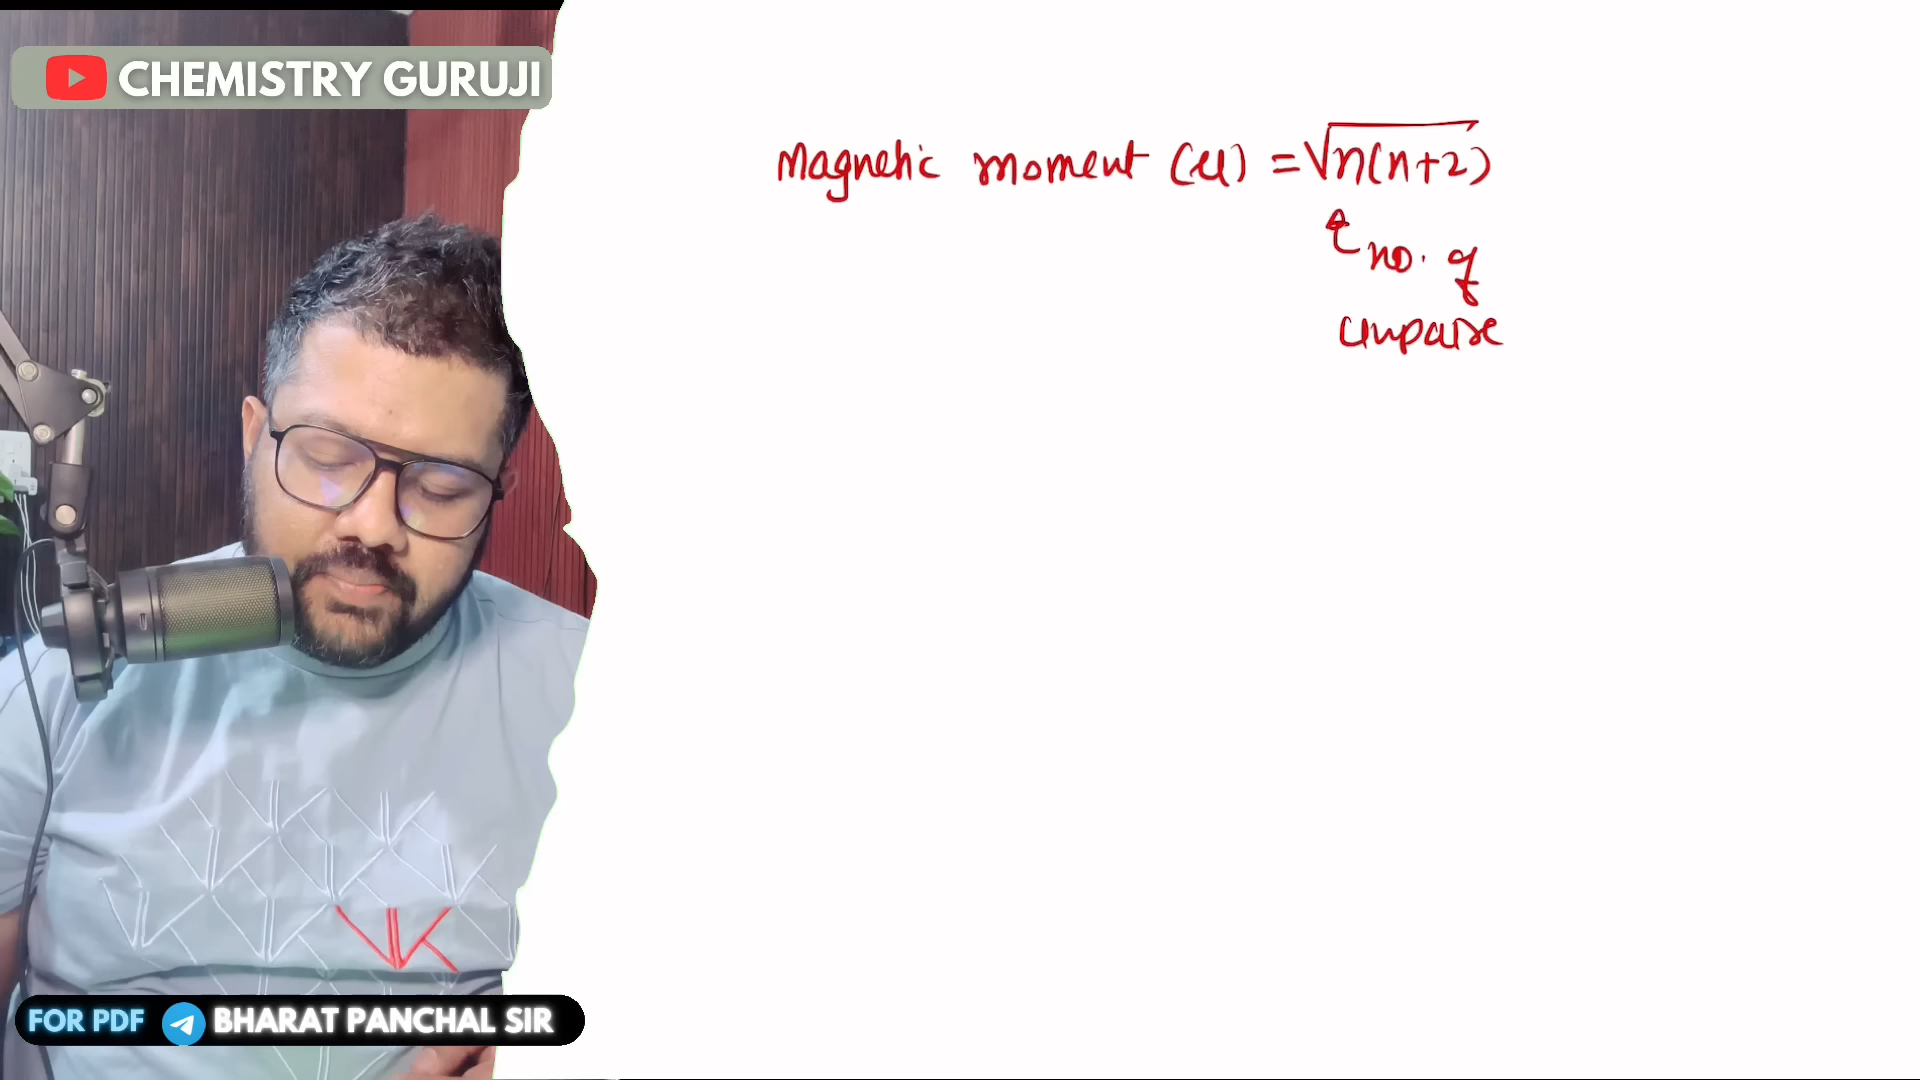 CHEMISTRY GURUJI
Magnetic moment (μ) = √n(n+2)
no. of
unpaire
FOR PDF BHARAT PANCHAL SIR